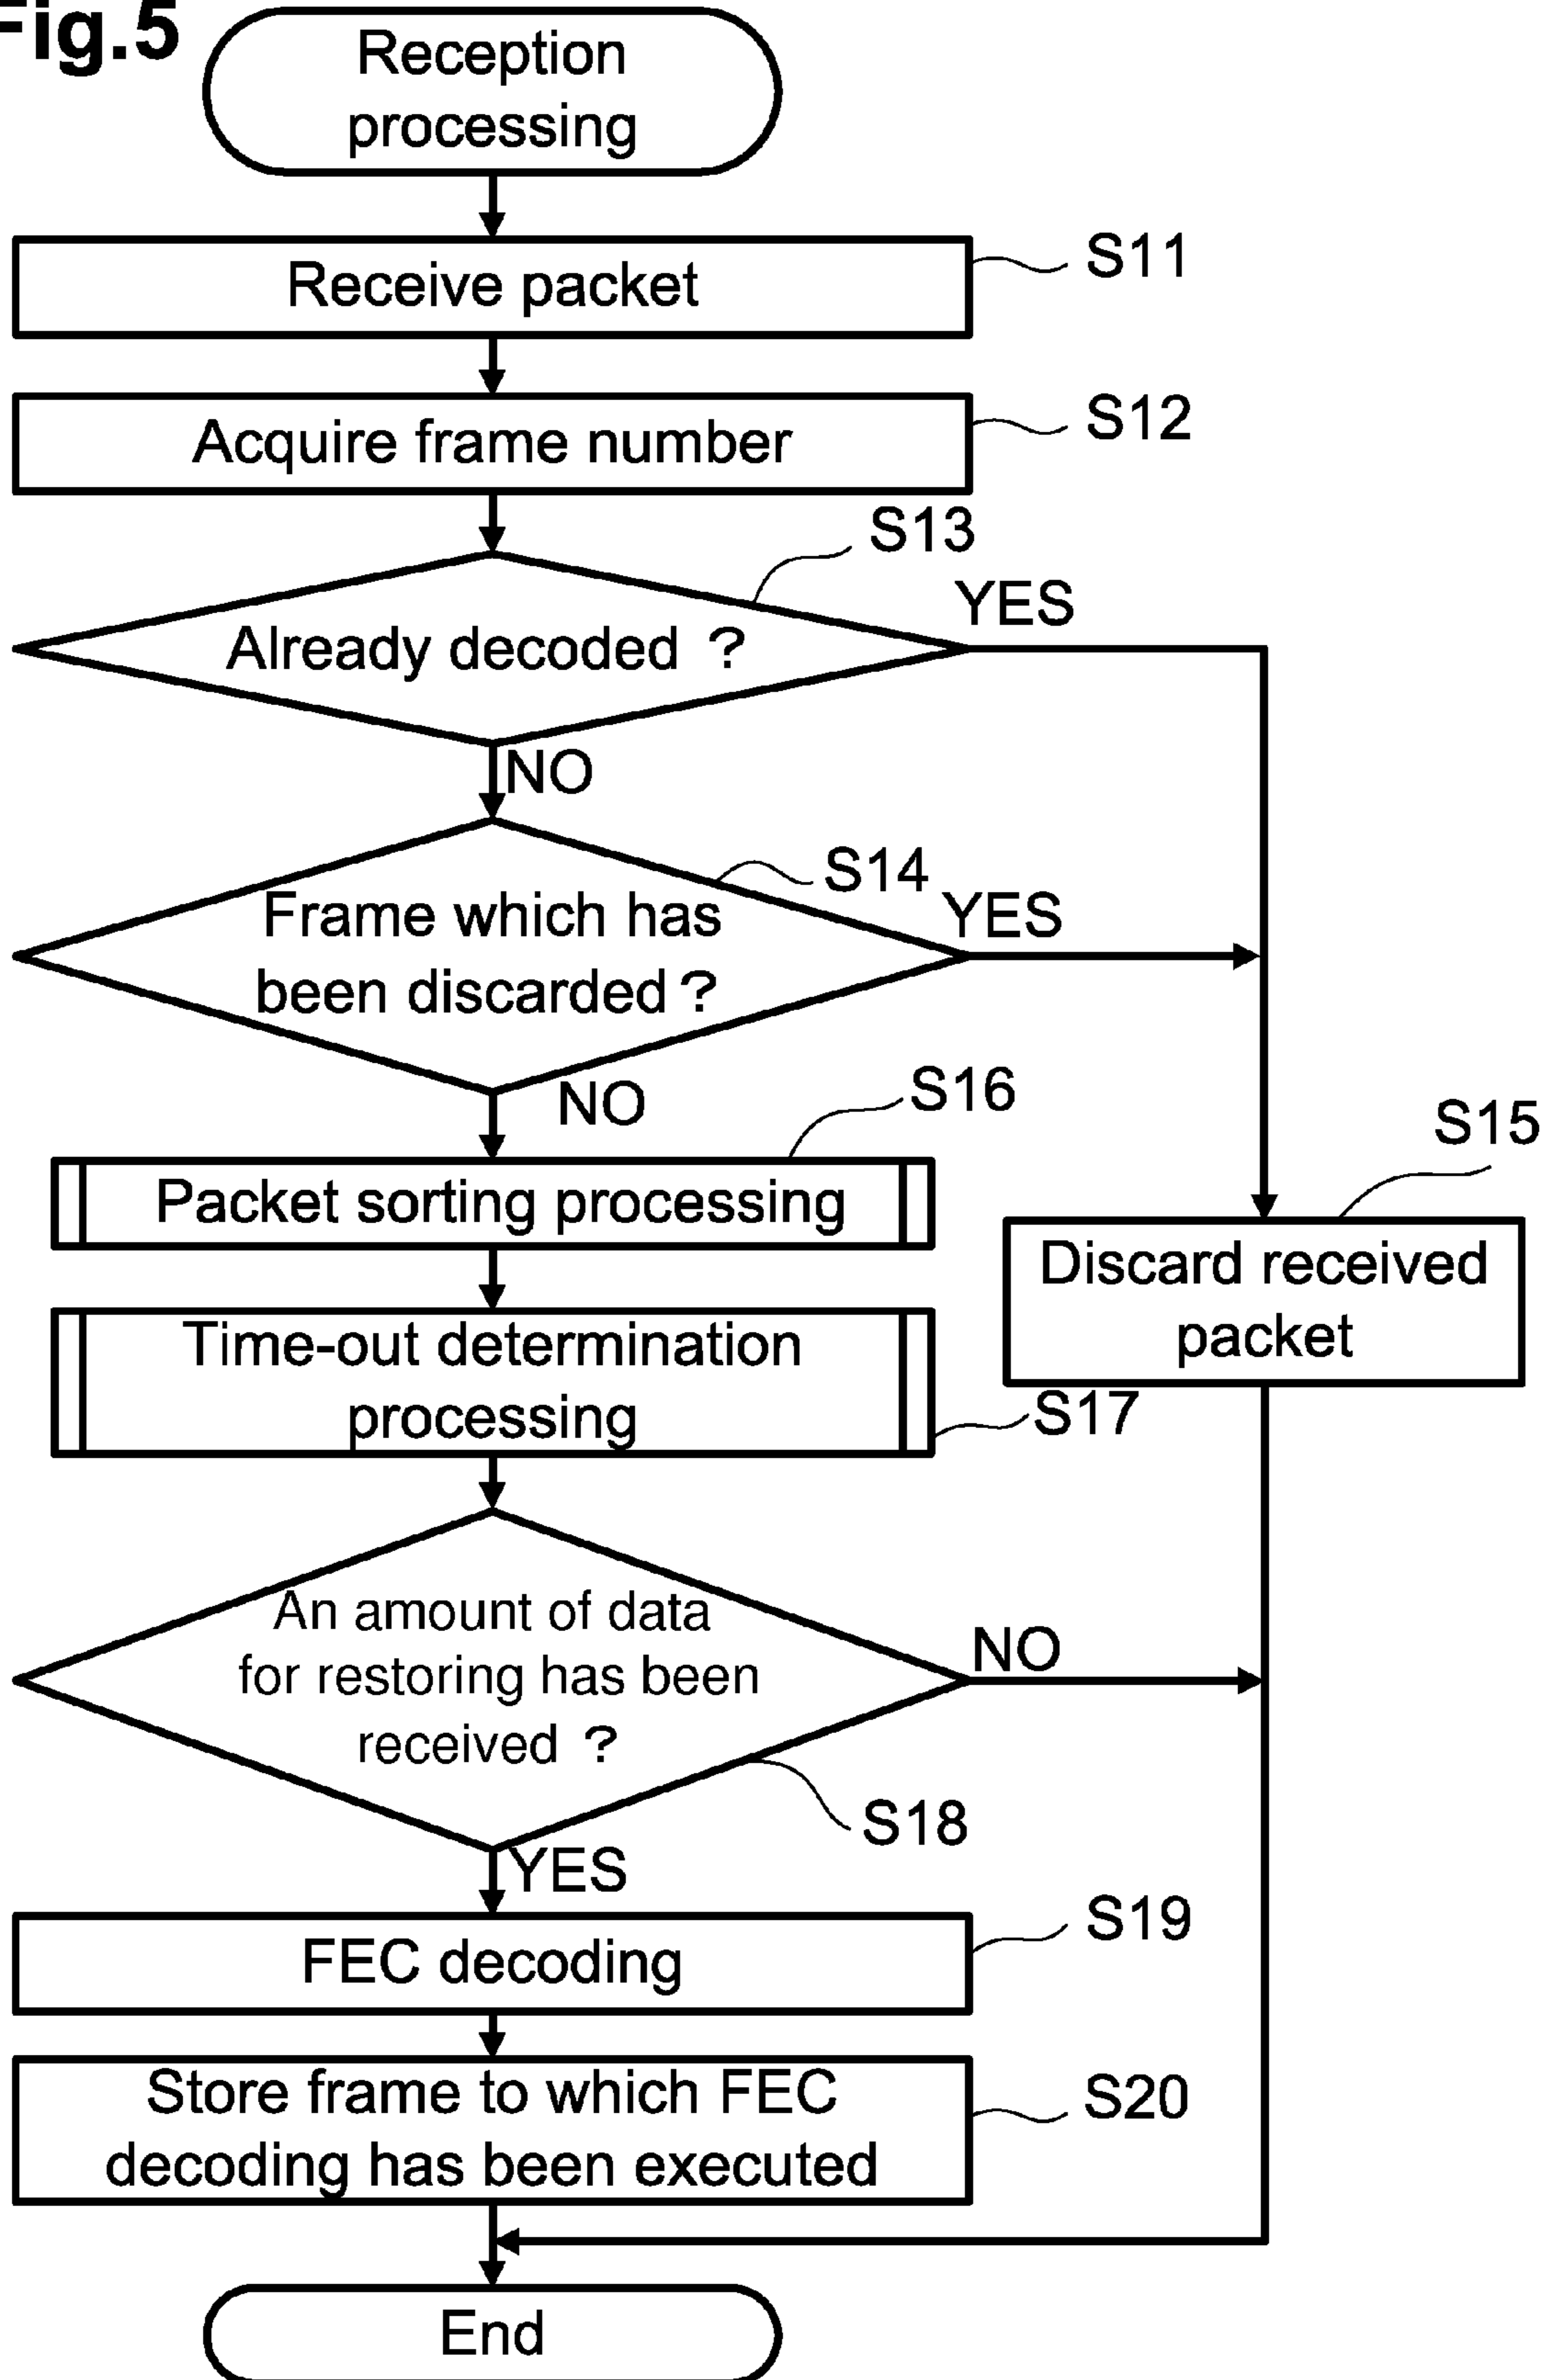 Fig.5
Reception
processing
Receive packet
S11
Acquire frame number
S12
S13
Already decoded ?
YES
NO
S14
Frame which has
been discarded ?
YES
NO
S16
Packet sorting processing
S15
Discard received
packet
Time-out determination
processing
S17
An amount of data
for restoring has been
received ?
NO
S18
YES
FEC decoding
S19
Store frame to which FEC
decoding has been executed
S20
End